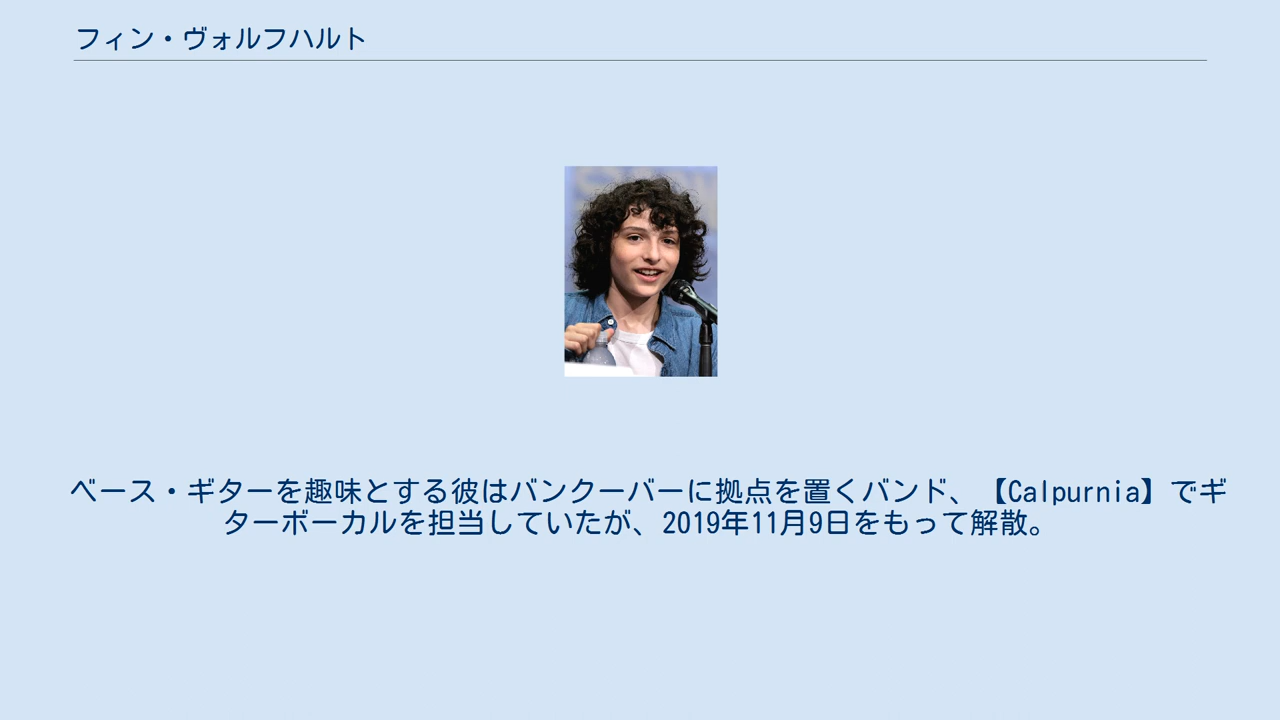 フィン・ヴォルフハルト
ベース・ギターを趣味とする彼はバンクーバーに拠点を置くバンド、【Calpurnia】でギ
ターボーカルを担当していたが、2019年11月9日をもって解散。